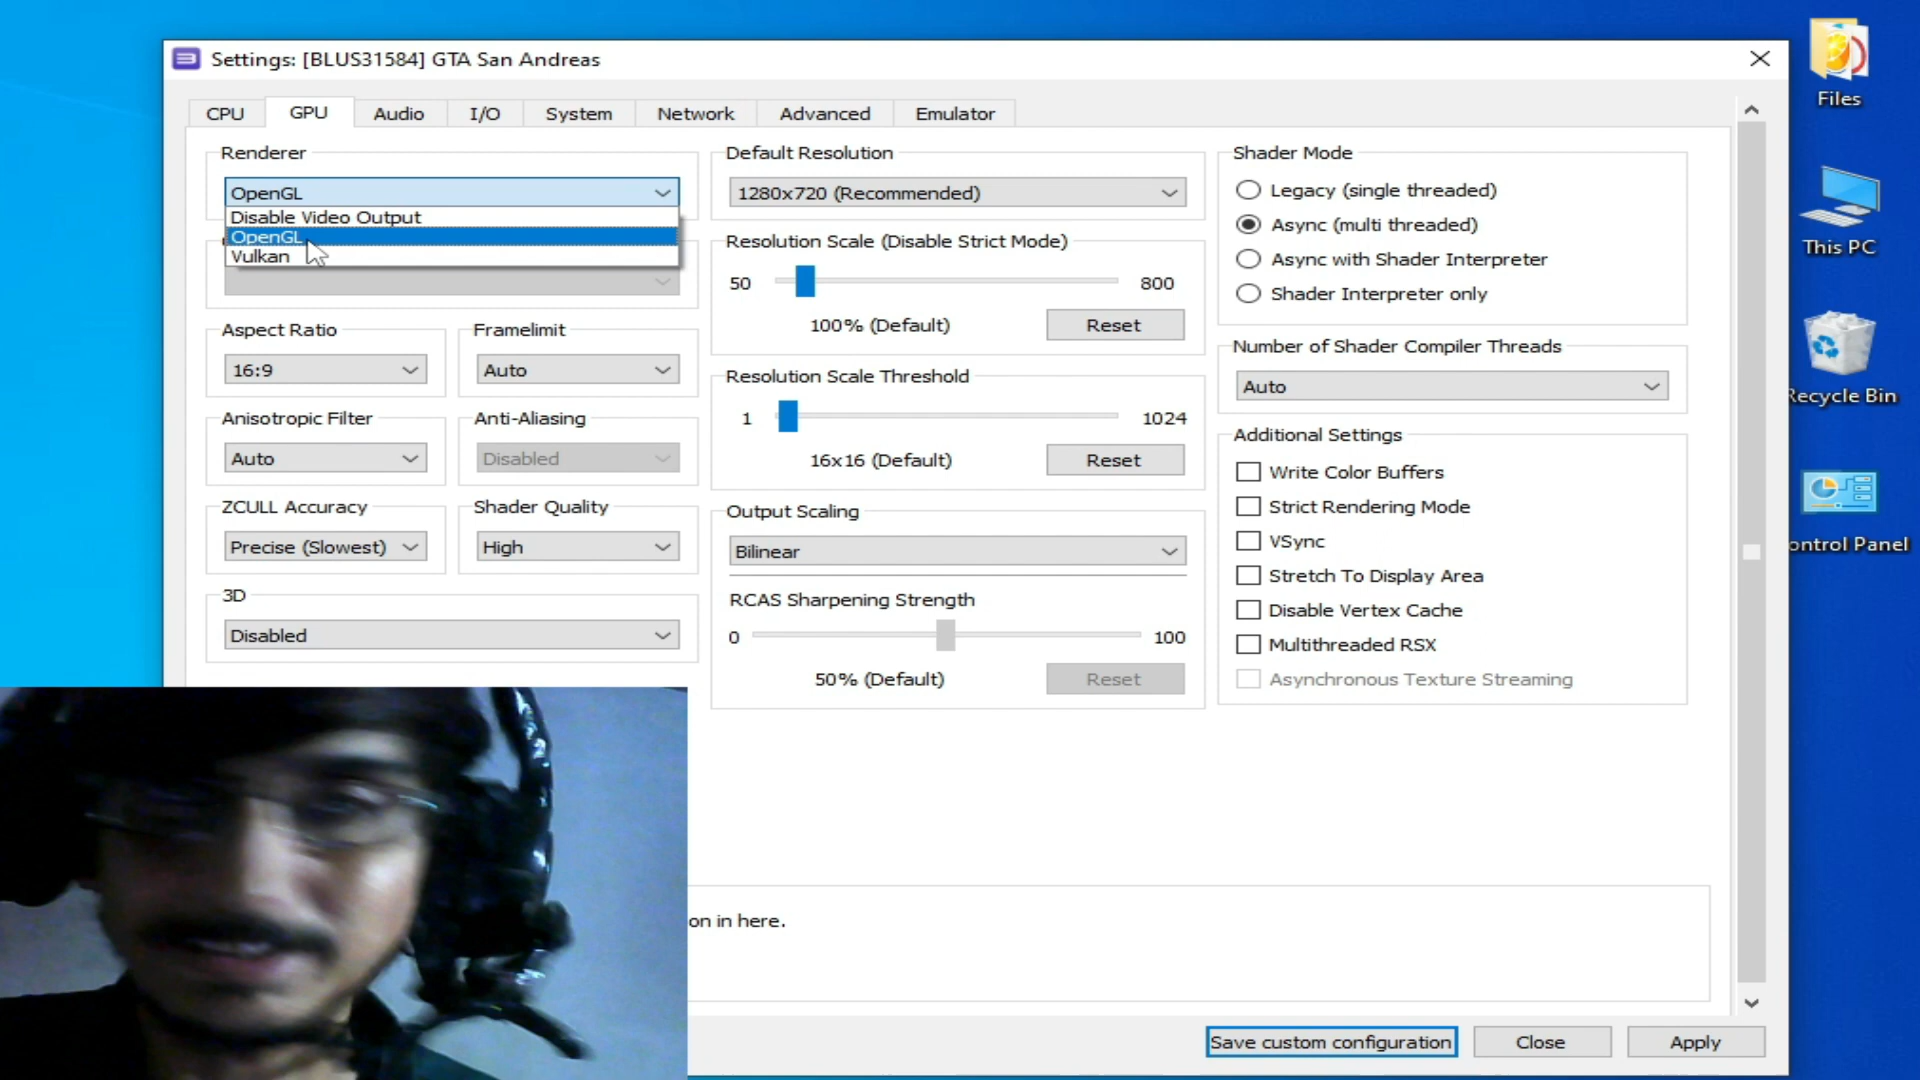 Settings: [BLUS31584] GTA San Andreas
CPU GPU Audio I/O System Network Advanced Emulator
Renderer
OpenGL
Disable Video Output
OpenGL
Vulkan
Aspect Ratio
16:9
Framelimit
Auto
Anisotropic Filter
Auto
Anti-Aliasing
Disabled
ZCULL Accuracy
Precise (Slowest)
Shader Quality
High
3D
Disabled
Default Resolution
1280x720 (Recommended)
Resolution Scale (Disable Strict Mode)
50 800
100% (Default) Reset
Resolution Scale Threshold
1 1024
16x16 (Default) Reset
Output Scaling
Bilinear
RCAS Sharpening Strength
0 100
50% (Default) Reset
Shader Mode
Legacy (single threaded)
Async (multi threaded)
Async with Shader Interpreter
Shader Interpreter only
Number of Shader Compiler Threads
Auto
Additional Settings
Write Color Buffers
Strict Rendering Mode
VSync
Stretch To Display Area
Disable Vertex Cache
Multithreaded RSX
Asynchronous Texture Streaming
on in here.
Save custom configuration Close Apply
Files
This PC
Recycle Bin
ontrol Panel